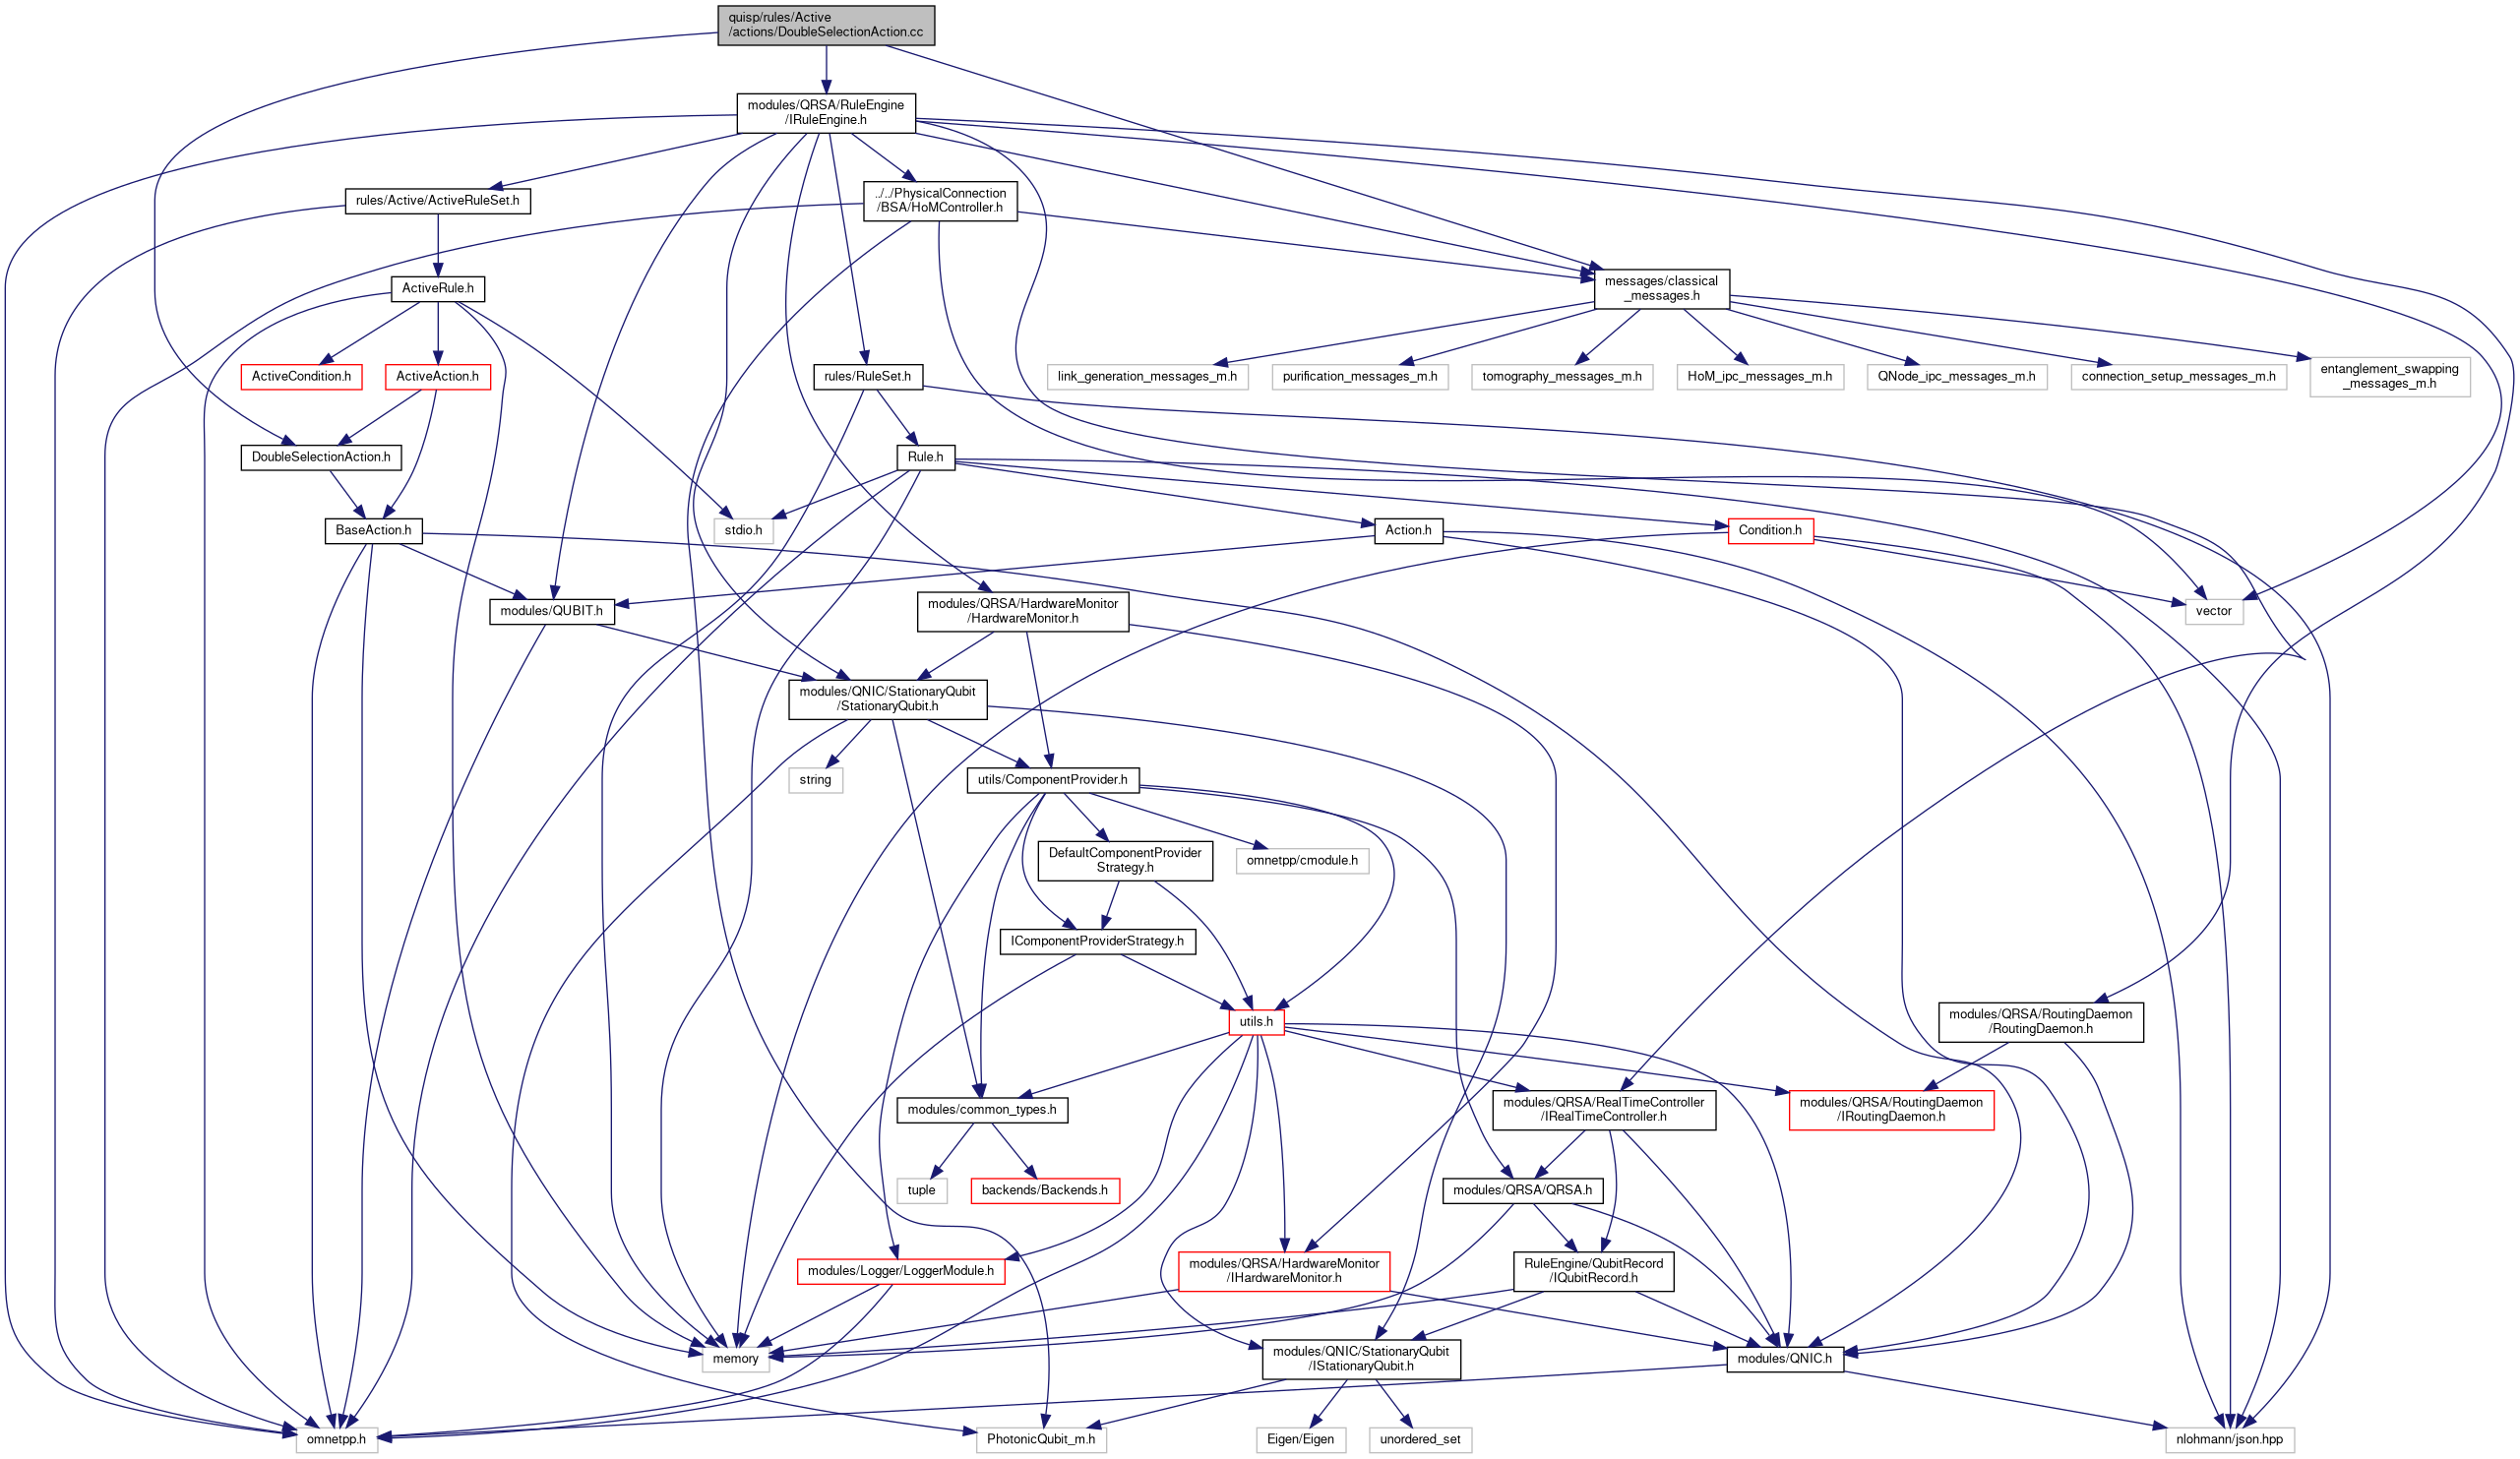 quisp/rules/Active
/actions/DoubleSelectionAction.cc
modules/QRSA/RuleEngine
/IRuleEngine.h
rules/Active/ActiveRuleSet.h
../../PhysicalConnection
/BSA/HoMController.h
ActiveRule.h
messages/classical
_messages.h
ActiveCondition.h
ActiveAction.h
rules/RuleSet.h
link_generation_messages_m.h
purification_messages_m.h
tomography_messages_m.h
HoM_ipc_messages_m.h
QNode_ipc_messages_m.h
connection_setup_messages_m.h
entanglement_swapping
_messages_m.h
DoubleSelectionAction.h
Rule.h
BaseAction.h
stdio.h
Action.h
Condition.h
modules/QUBIT.h
modules/QRSA/HardwareMonitor
/HardwareMonitor.h
vector
modules/QNIC/StationaryQubit
/StationaryQubit.h
string
utils/ComponentProvider.h
DefaultComponentProvider
Strategy.h
omnetpp/cmodule.h
IComponentProviderStrategy.h
utils.h
modules/QRSA/RoutingDaemon
/RoutingDaemon.h
modules/common_types.h
modules/QRSA/RealTimeController
/IRealTimeController.h
modules/QRSA/RoutingDaemon
/IRoutingDaemon.h
tuple
backends/Backends.h
modules/QRSA/QRSA.h
modules/Logger/LoggerModule.h
modules/QRSA/HardwareMonitor
/IHardwareMonitor.h
RuleEngine/QubitRecord
/IQubitRecord.h
memory
modules/QNIC/StationaryQubit
/IStationaryQubit.h
modules/QNIC.h
omnetpp.h
PhotonicQubit_m.h
Eigen/Eigen
unordered_set
nlohmann/json.hpp